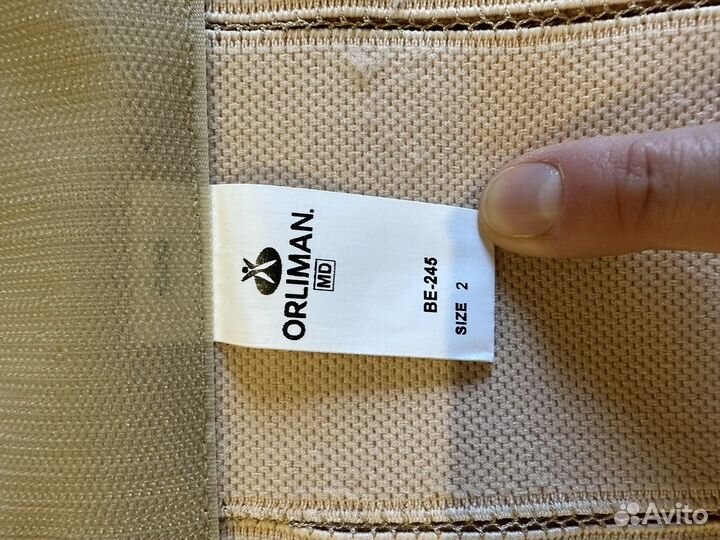 ORLIMAN.
MD
BE-245
SIZE 2
Avito